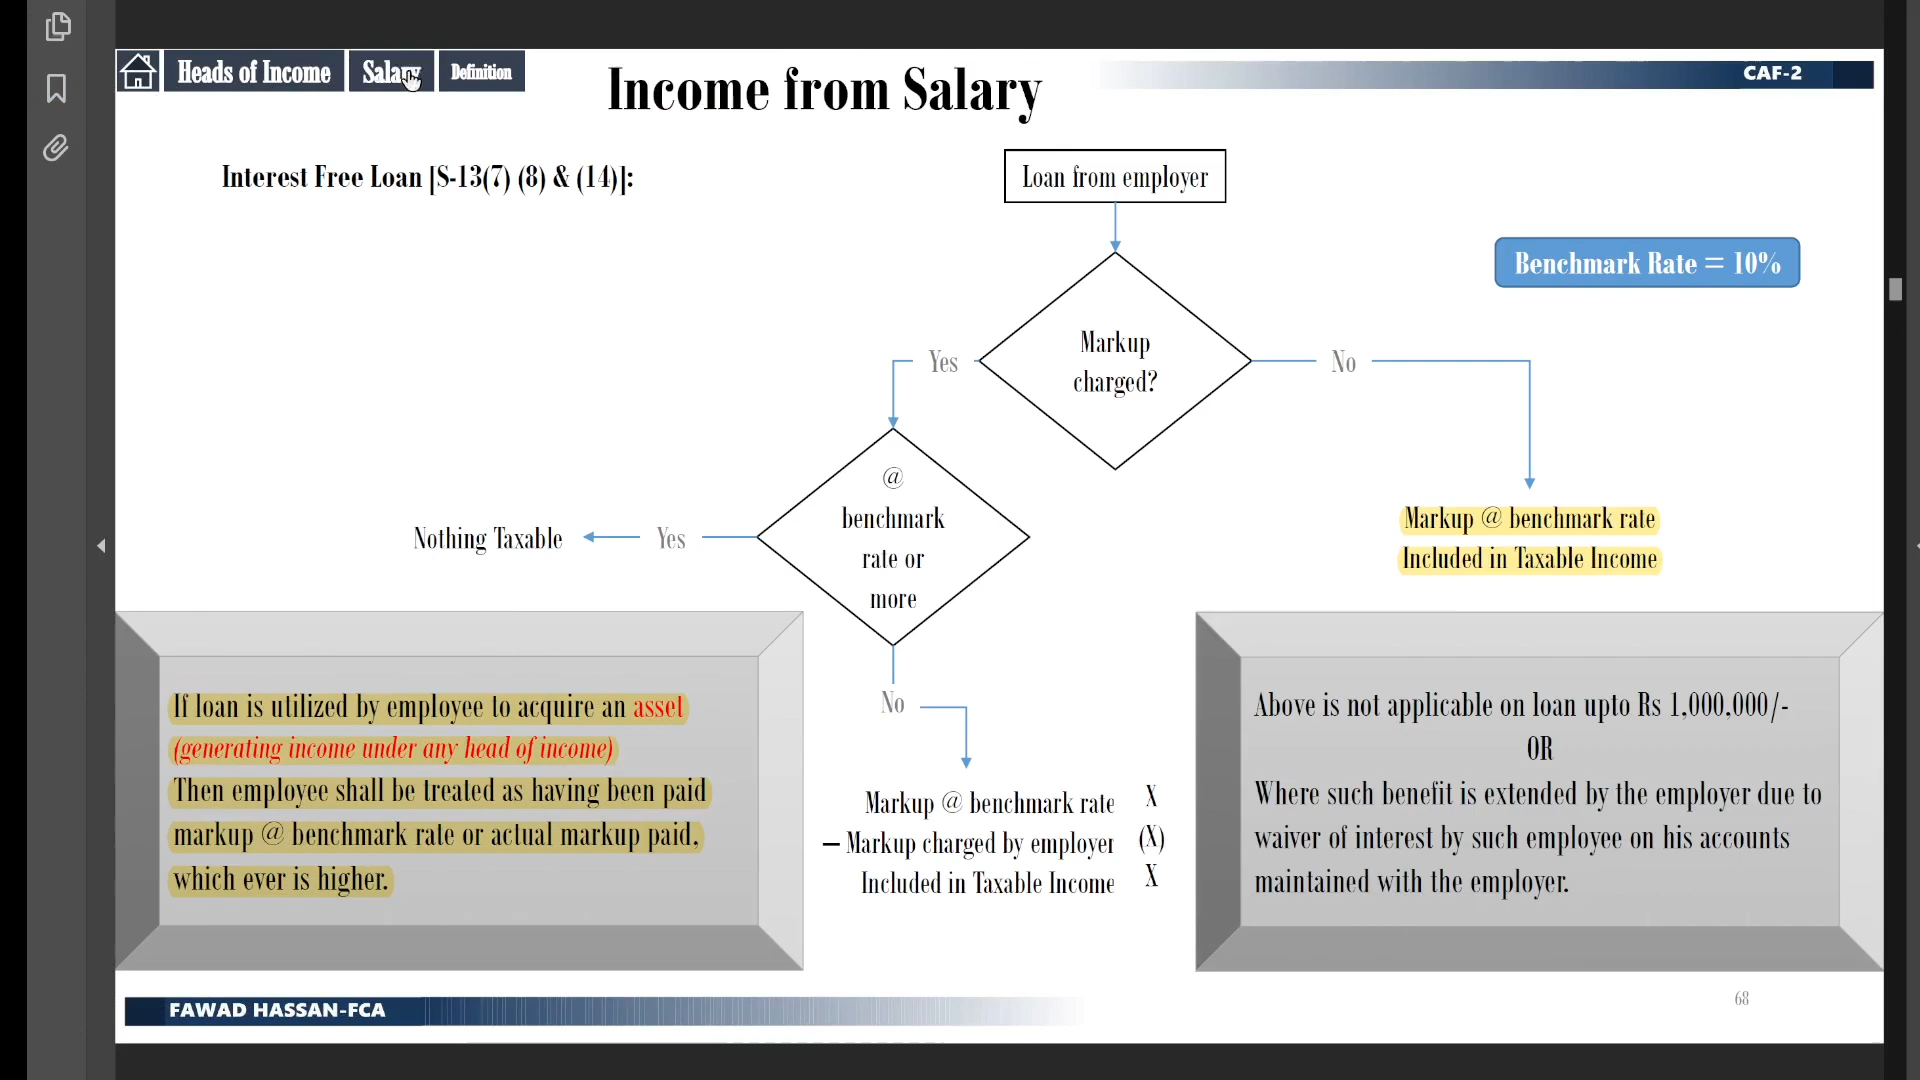 Heads of Income
Salary
Definition
Income from Salary
CAF-2
Interest Free Loan [S-13(7) (8) & (14)]:
Loan from employer
Benchmark Rate = 10%
Markup
charged?
Yes
No
@
benchmark
rate or
more
Yes
Nothing Taxable
Markup @ benchmark rate
Included in Taxable Income
No
If loan is utilized by employee to acquire an asset
(generating income under any head of income)
Then employee shall be treated as having been paid
markup @ benchmark rate or actual markup paid,
which ever is higher.
Markup @ benchmark rate X
– Markup charged by employer (X)
Included in Taxable Income X
Above is not applicable on loan upto Rs 1,000,000/-
OR
Where such benefit is extended by the employer due to
waiver of interest by such employee on his accounts
maintained with the employer.
FAWAD HASSAN-FCA
68